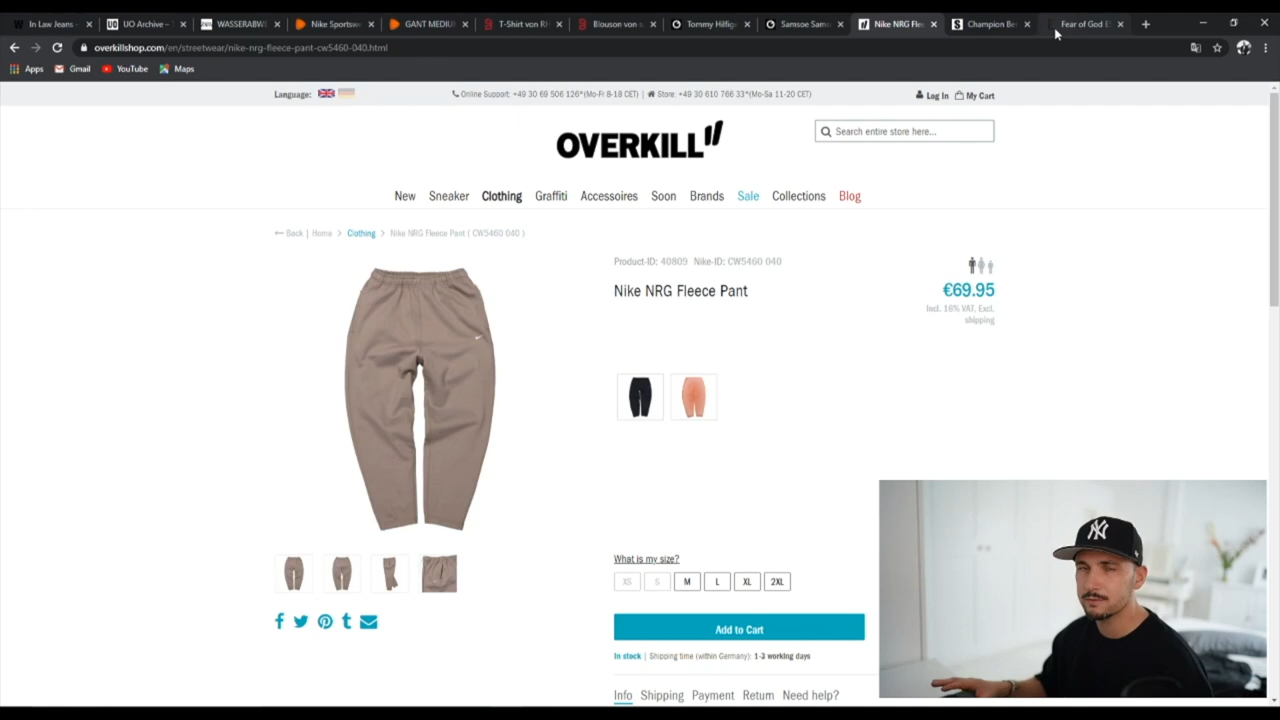 In Law Jeans -
UO Archive –
WASSERABW
Nike Sportsw
GANT MEDIU
T-Shirt von R
Blouson von s
Tommy Hilfig
Samsoe Sams
Nike NRG Flee
Champion Be
Fear of God E
overkillshop.com/en/streetwear/nike-nrg-fleece-pant-cw5460-040.html
Apps Gmail YouTube Maps
Language: Online Support: +49 30 69 506 126*(Mo-Fr 8-18 CET) | Store: +49 30 610 766 33*(Mo-Sa 11-20 CET) Log In My Cart
OVERKILL
Search entire store here...
New Sneaker Clothing Graffiti Accessoires Soon Brands Sale Collections Blog
Back | Home > Clothing > Nike NRG Fleece Pant ( CW5460 040 )
Product-ID: 40809 Nike-ID: CW5460 040
Nike NRG Fleece Pant
€69.95
Incl. 16% VAT, Excl.
shipping
What is my size?
XS S M L XL 2XL
Add to Cart
In stock | Shipping time (within Germany): 1-3 working days
Info Shipping Payment Return Need help?
NY